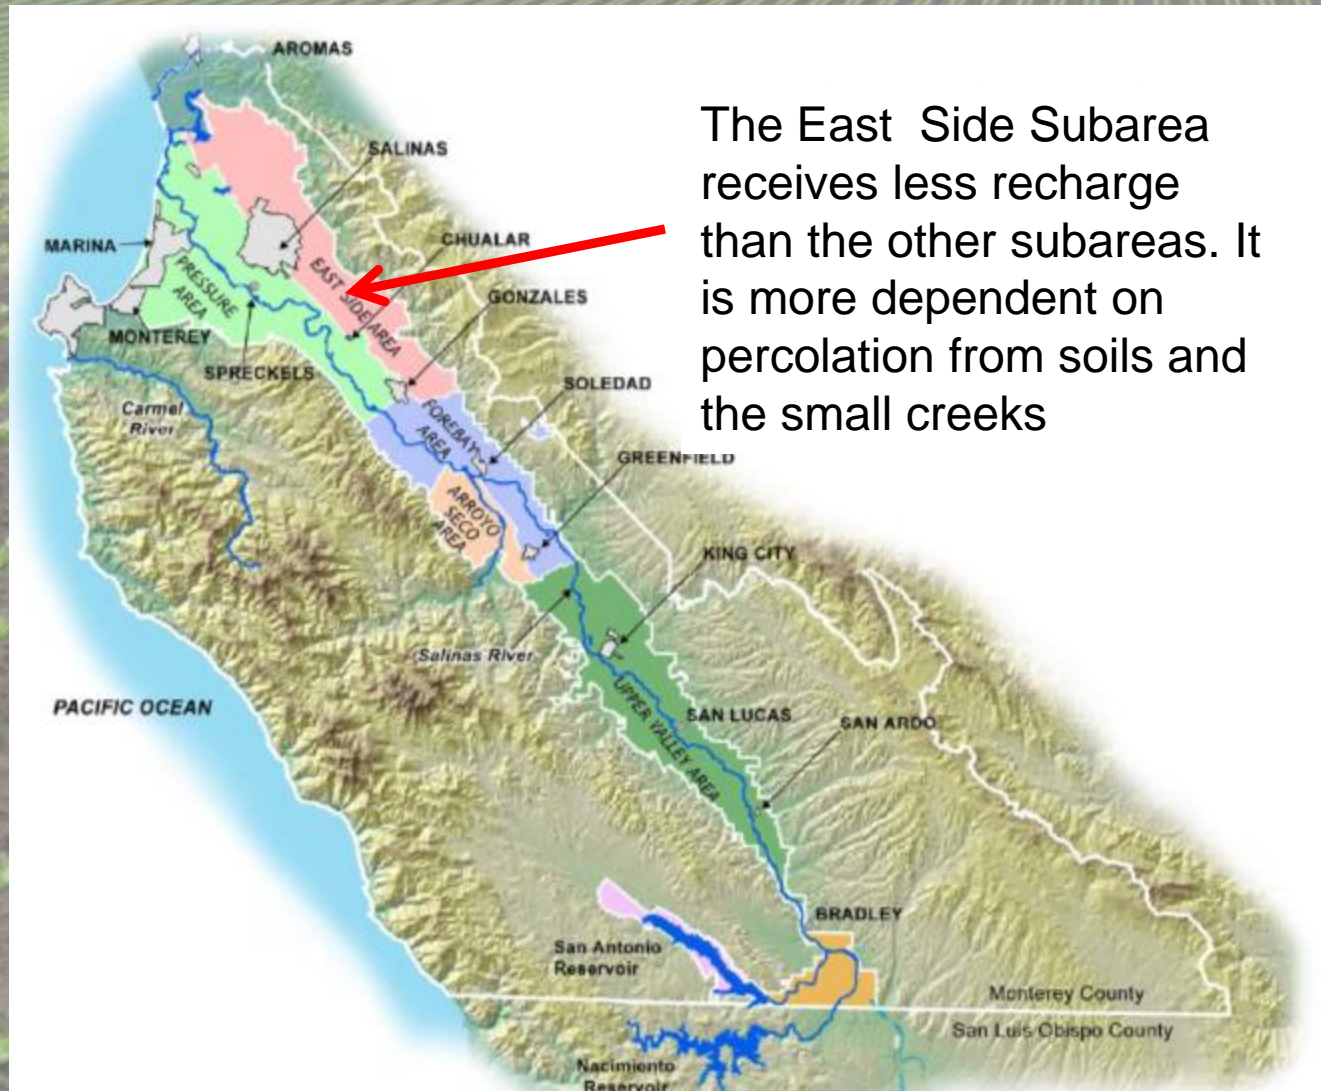 AROMAS
The East Side Subarea
receives less recharge
than the other subareas. It
is more dependent on
percolation from soils and
the small creeks
SALINAS
MARINA
CHUALAR
EAST SIDE AREA
PRESSURE
AREA
GONZALES
MONTEREY
SPRECKELS
SOLEDAD
Carmel
River
FOREBAY
AREA
GREENFIELD
ARROYO
SECO
AREA
KING CITY
Salinas River
PACIFIC OCEAN
UPPER VALLEY AREA
SAN LUCAS
SAN ARDO
BRADLEY
San Antonio
Reservoir
Monterey County
San Luis Obispo County
Nacimiento
Reservoir